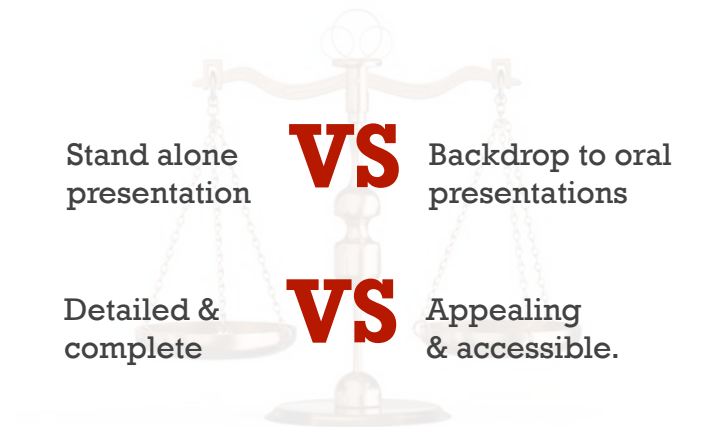 Stand alone
presentation
VS
Backdrop to oral
presentations
Detailed &
complete
VS
Appealing
& accessible.